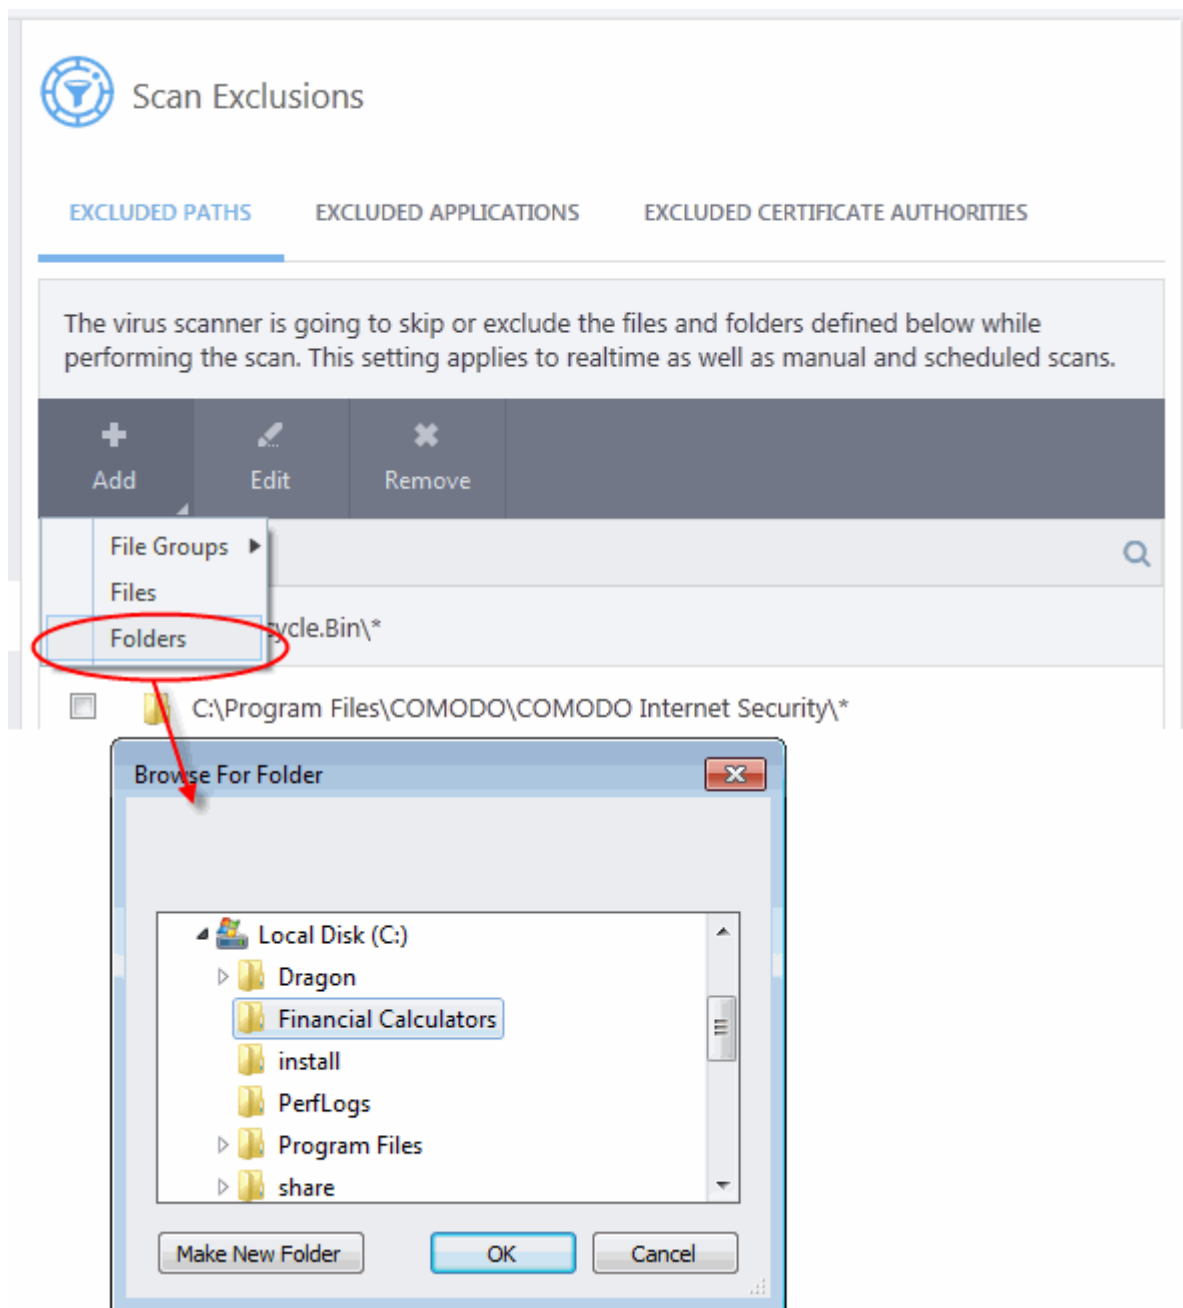 Scan Exclusions
EXCLUDED PATHS EXCLUDED APPLICATIONS EXCLUDED CERTIFICATE AUTHORITIES
The virus scanner is going to skip or exclude the files and folders defined below while
performing the scan. This setting applies to realtime as well as manual and scheduled scans.
Add Edit Remove
File Groups
Files
Folders
ycle.Bin\*
C:\Program Files\COMODO\COMODO Internet Security\*
Browse For Folder
Local Disk (C:)
Dragon
Financial Calculators
install
PerfLogs
Program Files
share
Make New Folder OK Cancel